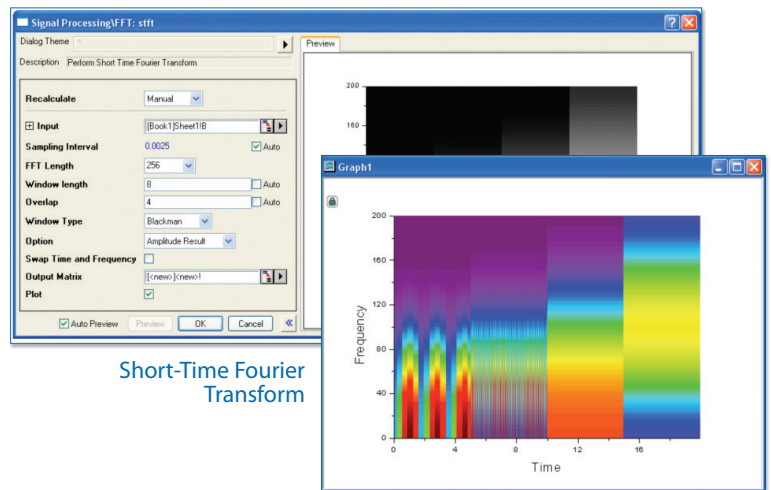 Signal Processing\FFT: stft
Dialog Theme *
Description Perform Short Time Fourier Transform
Recalculate Manual
Input [Book1]Sheet1!B
Sampling Interval 0.0025 Auto
FFT Length 256
Window length 8 Auto
Overlap 4 Auto
Window Type Blackman
Option Amplitude Result
Swap Time and Frequency
Output Matrix [<new>]<new>!
Plot
Auto Preview Preview OK Cancel
Preview
200
160
Graph1
200
160
120
80
40
0
Frequency
0 4 8 12 16
Time
Short-Time Fourier
Transform